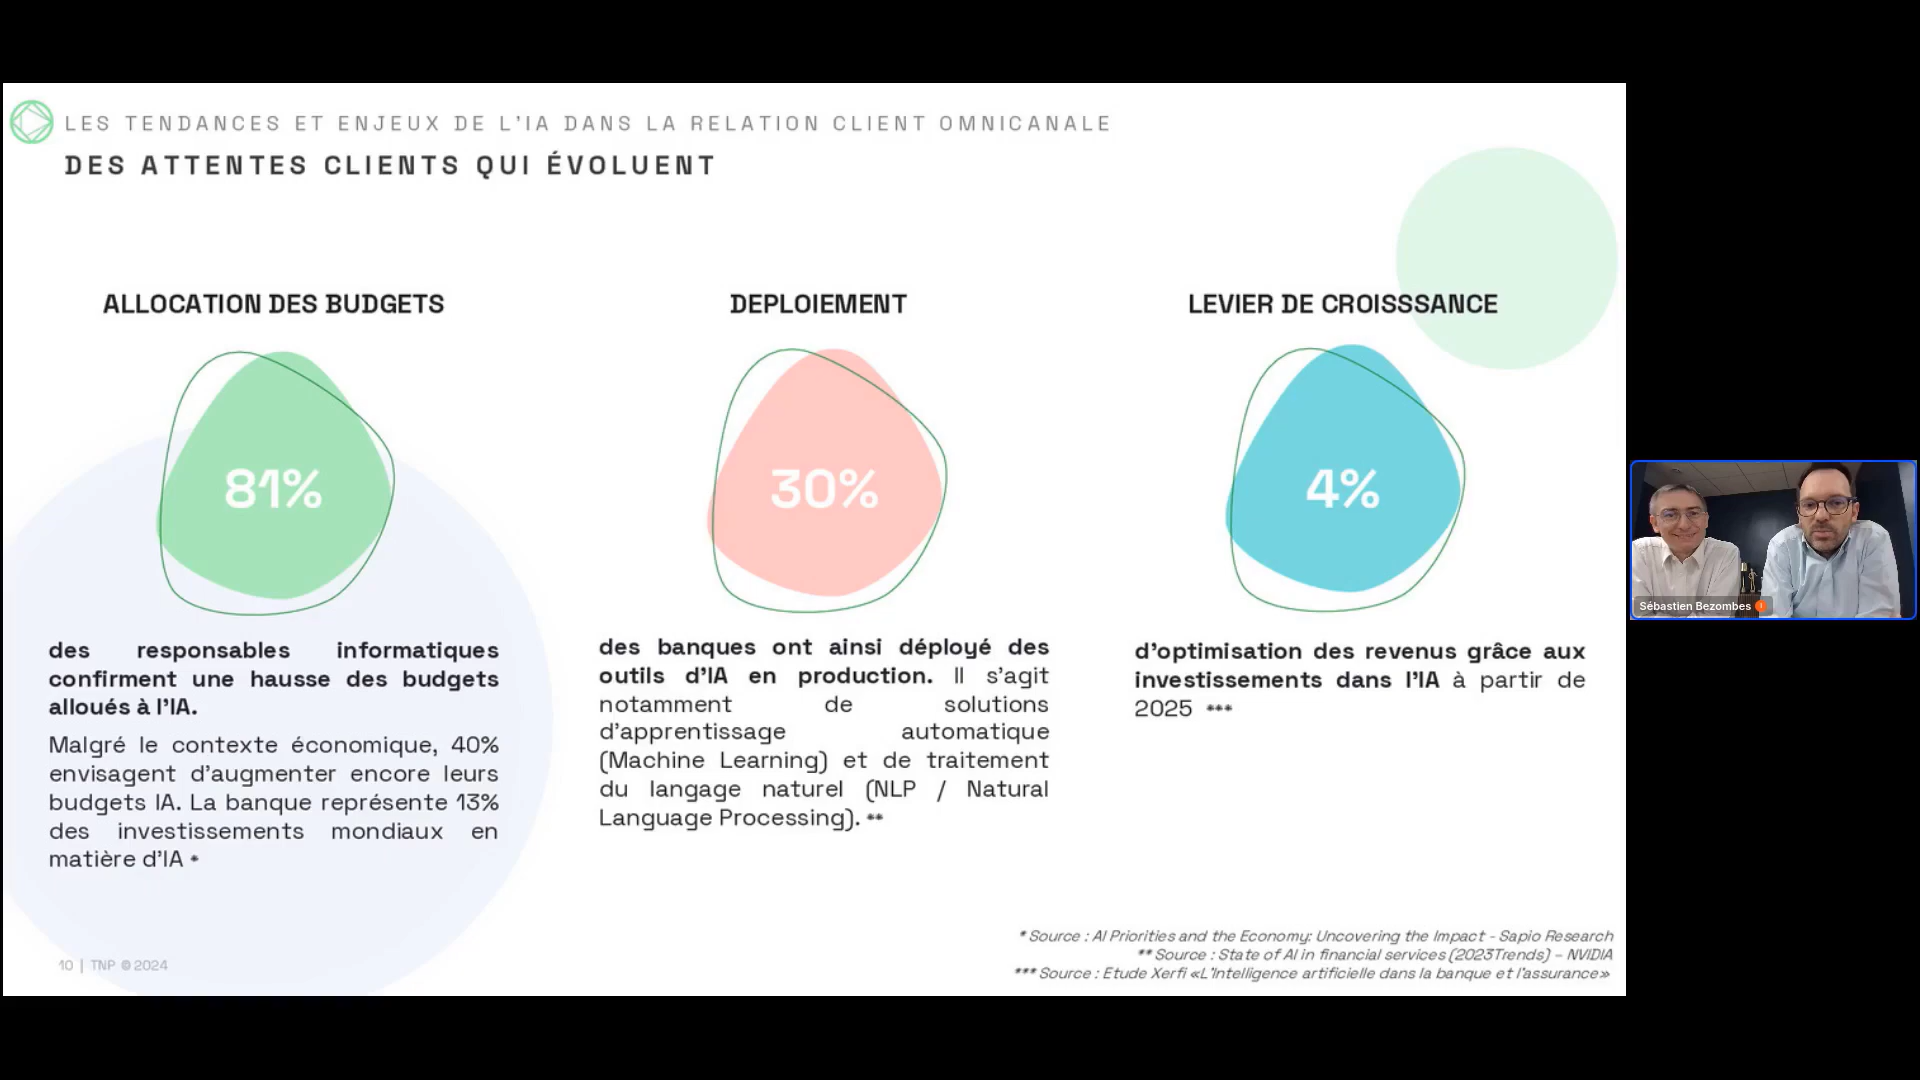 LES TENDANCES ET ENJEUX DE L'IA DANS LA RELATION CLIENT OMNICANALE
DES ATTENTES CLIENTS QUI ÉVOLUENT
ALLOCATION DES BUDGETS
81%
des responsables informatiques
confirment une hausse des budgets
alloués à l'IA.
Malgré le contexte économique, 40%
envisagent d'augmenter encore leurs
budgets IA. La banque représente 13%
des investissements mondiaux en
matière d'IA *
DEPLOIEMENT
30%
des banques ont ainsi déployé des
outils d'IA en production. Il s'agit
notamment de solutions
d'apprentissage automatique
(Machine Learning) et de traitement
du langage naturel (NLP / Natural
Language Processing). **
LEVIER DE CROISSSANCE
4%
d'optimisation des revenus grâce aux
investissements dans l'IA à partir de
2025 ***
* Source : AI Priorities and the Economy: Uncovering the Impact - Sapio Research
** Source : State of AI in financial services (2023Trends) – NVIDIA
*** Source : Etude Xerfi «L'Intelligence artificielle dans la banque et l'assurance»
10 | TNP © 2024
Sébastien Bezombes